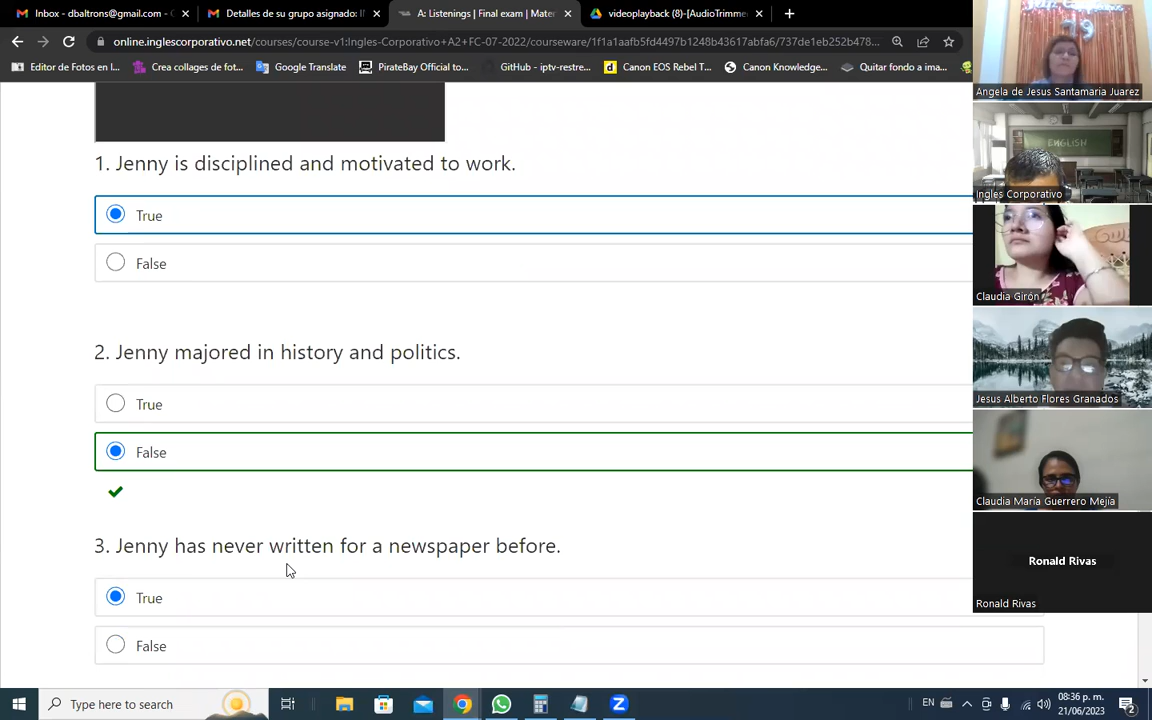 Inbox - dbaltrons@gmail.com - 
Detalles de su grupo asignado: I
A: Listenings | Final exam | Mater
videoplayback (8)-[AudioTrimme
online.inglescorporativo.net/courses/course-v1:Ingles-Corporativo+A2+FC-07-2022/courseware/1f1a1aafb5fd4497b1248b43617abfa6/737de1eb252b478...
Editor de Fotos en l...
Crea collages de fot...
Google Translate
PirateBay Official to...
GitHub - iptv-restre...
Canon EOS Rebel T...
Canon Knowledge...
Quitar fondo a ima...
1. Jenny is disciplined and motivated to work.
True
False
2. Jenny majored in history and politics.
True
False
3. Jenny has never written for a newspaper before.
True
False
Angela de Jesus Santamaria Juarez
ENGLISH
Ingles Corporativo
Claudia Girón
Jesus Alberto Flores Granados
Claudia María Guerrero Mejía
Ronald Rivas
Ronald Rivas
Type here to search
EN
08:36 p. m.
21/06/2023
2